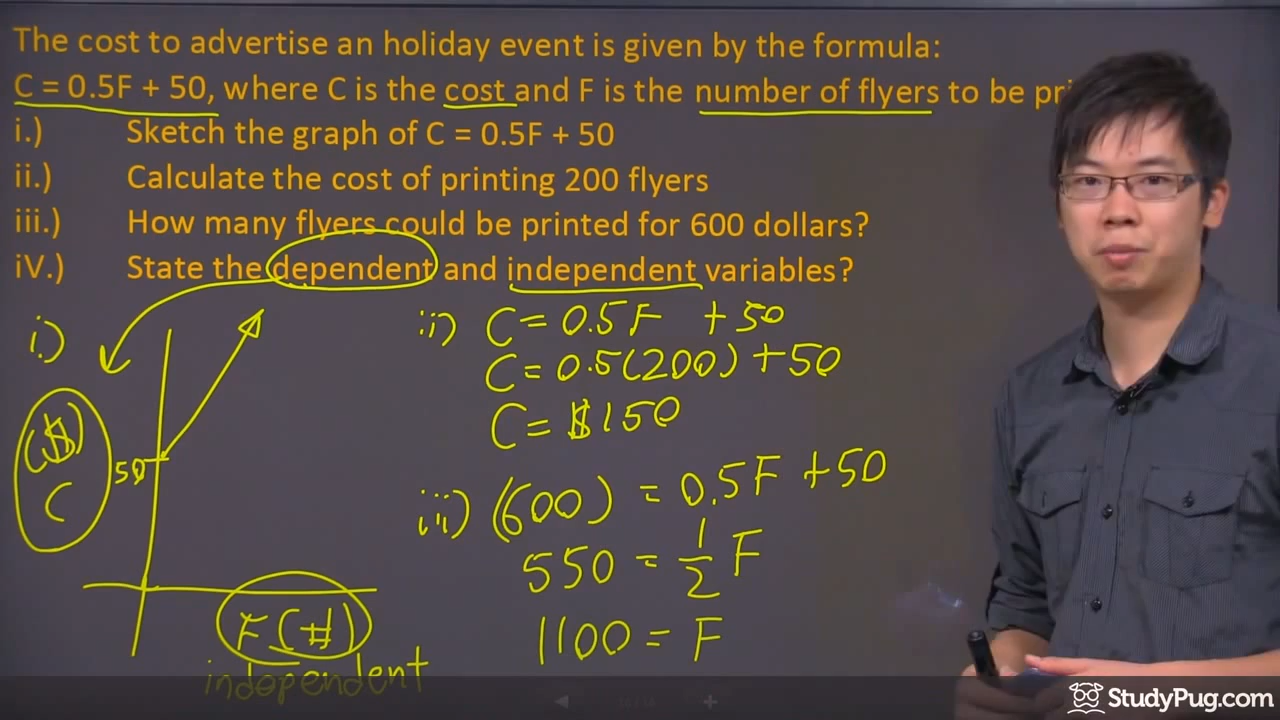 The cost to advertise an holiday event is given by the formula:
C = 0.5F + 50, where C is the cost and F is the number of flyers to be pri
i.) Sketch the graph of C = 0.5F + 50
ii.) Calculate the cost of printing 200 flyers
iii.) How many flyers could be printed for 600 dollars?
iV.) State the dependent and independent variables?
i.)
($)
C
50
F (#)
independent
ii) C = 0.5F + 50
C = 0.5(200) + 50
C = $150
iii) (600) = 0.5F + 50
550 = 1/2 F
1100 = F
StudyPug.com